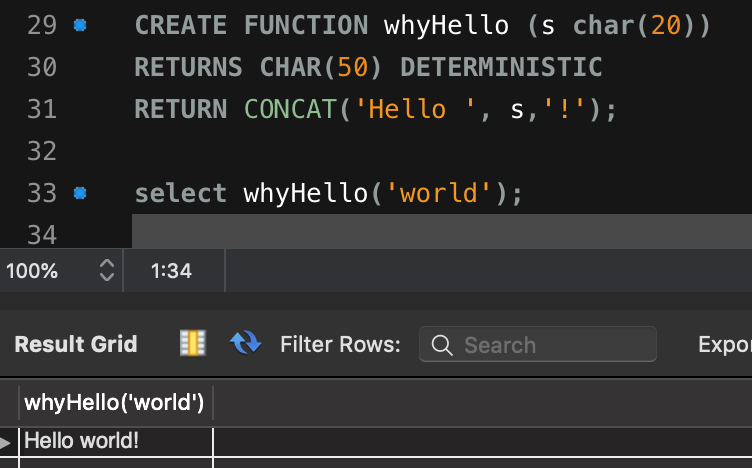 29 CREATE FUNCTION whyHello (s char(20))
30 RETURNS CHAR(50) DETERMINISTIC
31 RETURN CONCAT('Hello ', s,'!');
32
33 select whyHello('world');
34
100% 1:34
Result Grid Filter Rows: Search Expor
whyHello('world')
Hello world!